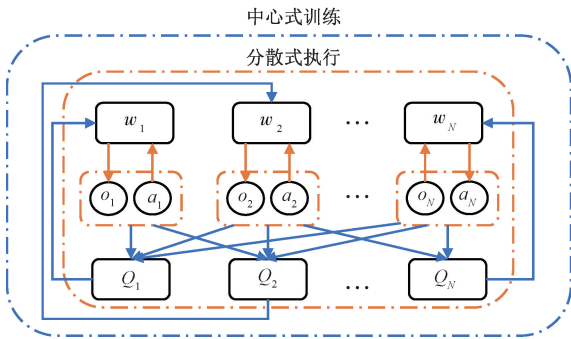 中心式训练
分散式执行
w1 w2 … wN
o1 a1 o2 a2 … oN aN
Q1 Q2 … QN